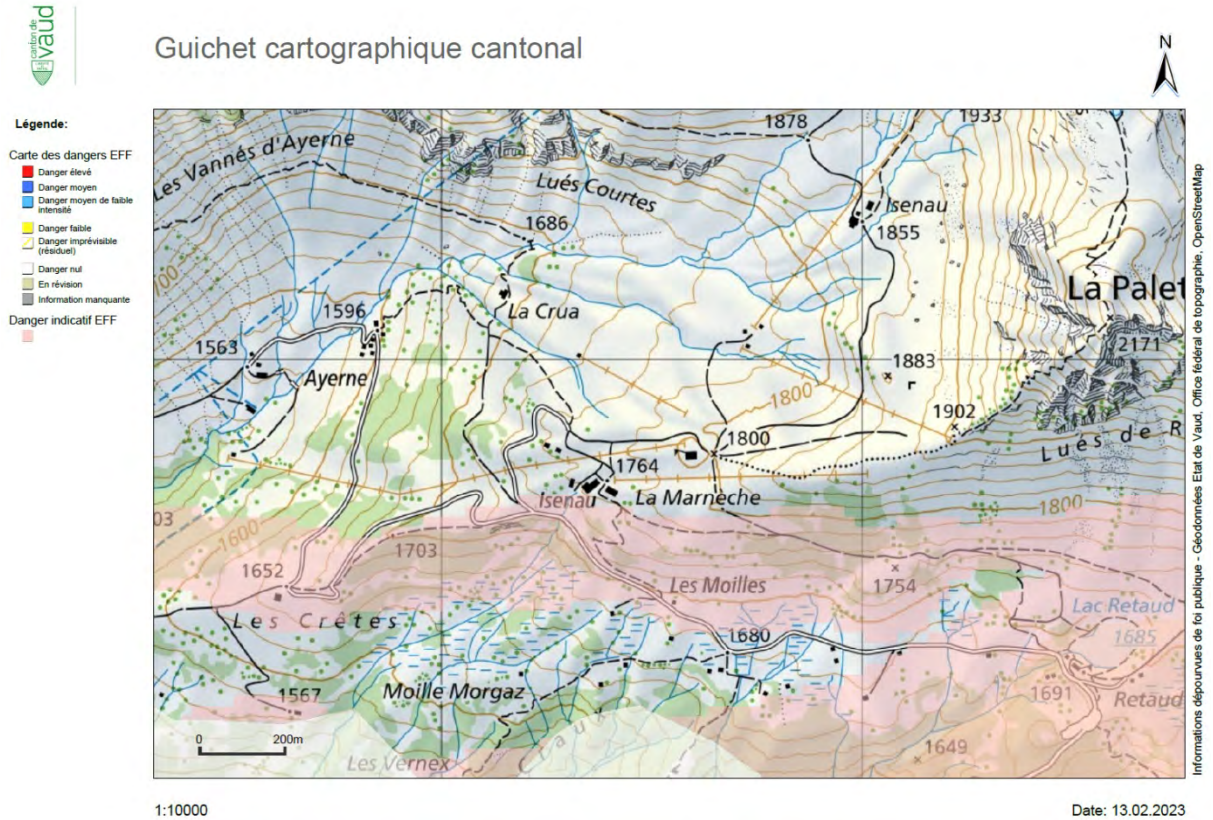 canton de
vaud
Guichet cartographique cantonal
N
Légende:
Carte des dangers EFF
Danger élevé
Danger moyen
Danger moyen de faible
intensité
Danger faible
Danger imprévisible
(résiduel)
Danger nul
En révision
Information manquante
Danger indicatif EFF
1878
1933
Les Vannés d'Ayerne
Lués Courtes
Isenau
1855
1686
La Palet
La Crua
1596
1563
2171
Ayerne
1883
1800
1902
1800
Lués de R
1764
Isenau
La Marnèche
1800
03
1600
1703
1652
Les Moilles
1754
Lac Retaud
1685
Les Crêtes
1680
1567
Moille Morgaz
1691
Retaud
0 200m
1649
Les Vernex
Informations dépourvues de foi publique - Géodonnées Etat de Vaud, Office fédéral de topographie, OpenStreetMap
1:10000
Date: 13.02.2023